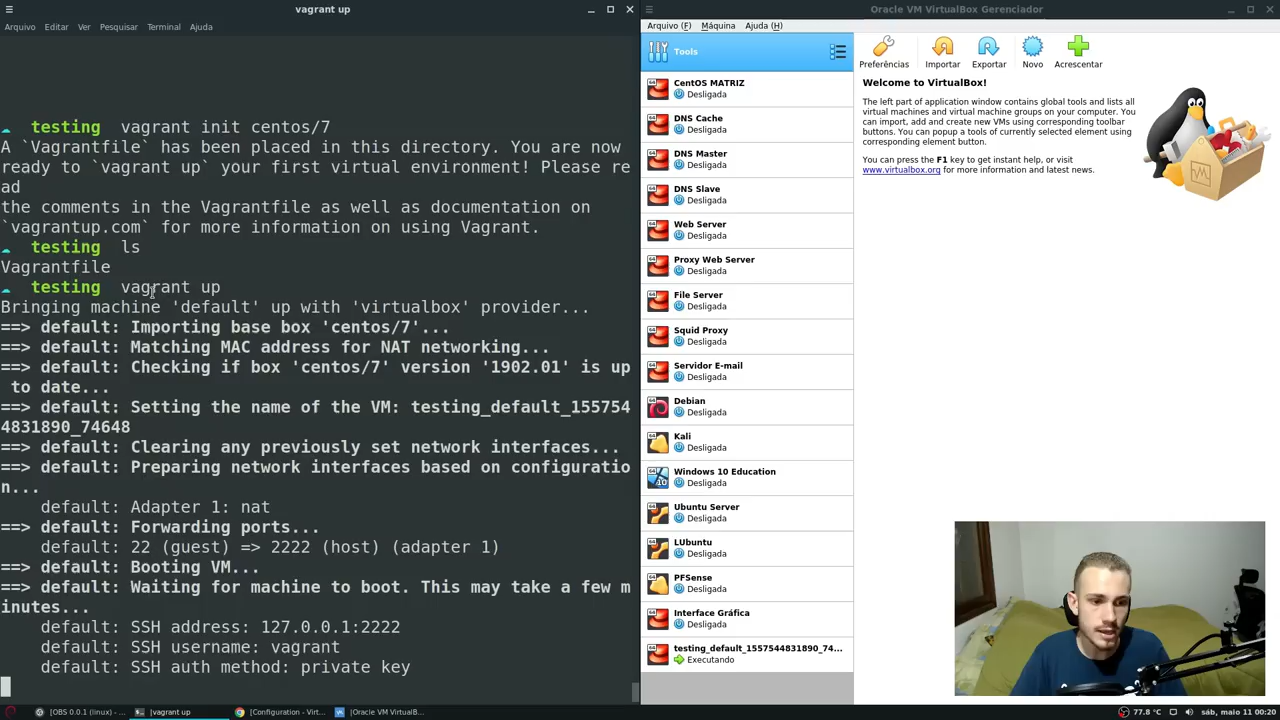 vagrant up
Arquivo Editar Ver Pesquisar Terminal Ajuda
testing vagrant init centos/7
A `Vagrantfile` has been placed in this directory. You are now
ready to `vagrant up` your first virtual environment! Please re
ad
the comments in the Vagrantfile as well as documentation on
`vagrantup.com` for more information on using Vagrant.
testing ls
Vagrantfile
testing vagrant up
Bringing machine 'default' up with 'virtualbox' provider...
==> default: Importing base box 'centos/7'...
==> default: Matching MAC address for NAT networking...
==> default: Checking if box 'centos/7' version '1902.01' is up
to date...
==> default: Setting the name of the VM: testing_default_155754
4831890_74648
==> default: Clearing any previously set network interfaces...
==> default: Preparing network interfaces based on configuratio
n...
default: Adapter 1: nat
==> default: Forwarding ports...
default: 22 (guest) => 2222 (host) (adapter 1)
==> default: Booting VM...
==> default: Waiting for machine to boot. This may take a few m
inutes...
default: SSH address: 127.0.0.1:2222
default: SSH username: vagrant
default: SSH auth method: private key
Oracle VM VirtualBox Gerenciador
Arquivo (F) Máquina Ajuda (H)
Tools
CentOS MATRIZ
Desligada
DNS Cache
Desligada
DNS Master
Desligada
DNS Slave
Desligada
Web Server
Desligada
Proxy Web Server
Desligada
File Server
Desligada
Squid Proxy
Desligada
Servidor E-mail
Desligada
Debian
Desligada
Kali
Desligada
Windows 10 Education
Desligada
Ubuntu Server
Desligada
LUbuntu
Desligada
PFSense
Desligada
Interface Gráfica
Desligada
testing_default_1557544831890_74...
Executando
Preferências Importar Exportar Novo Acrescentar
Welcome to VirtualBox!
The left part of application window contains global tools and lists all
virtual machines and virtual machine groups on your computer. You
can import, add and create new VMs using corresponding toolbar
buttons. You can popup a tools of currently selected element using
corresponding element button.
You can press the F1 key to get instant help, or visit
www.virtualbox.org for more information and latest news.
[OBS 0.0.1 (linux) - ... |vagrant up [Configuration - Virt... |Oracle VM VirtualB... 77.8 °C sáb, maio 11 00:20